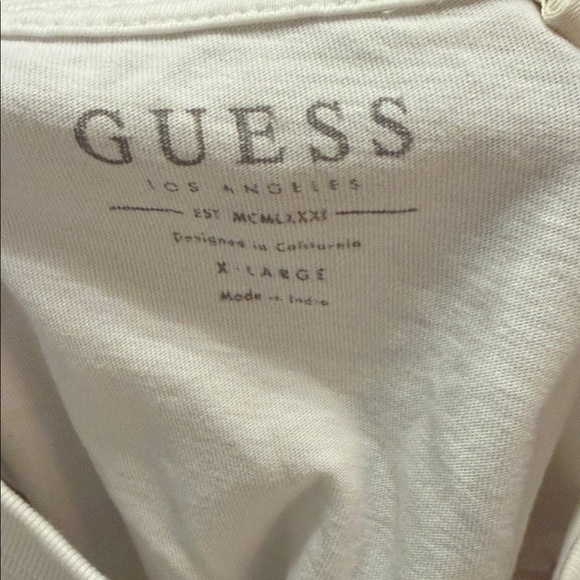 GUESS
LOS ANGELES
EST MCMLXXXI
Designed in California
X-LARGE
Made in India